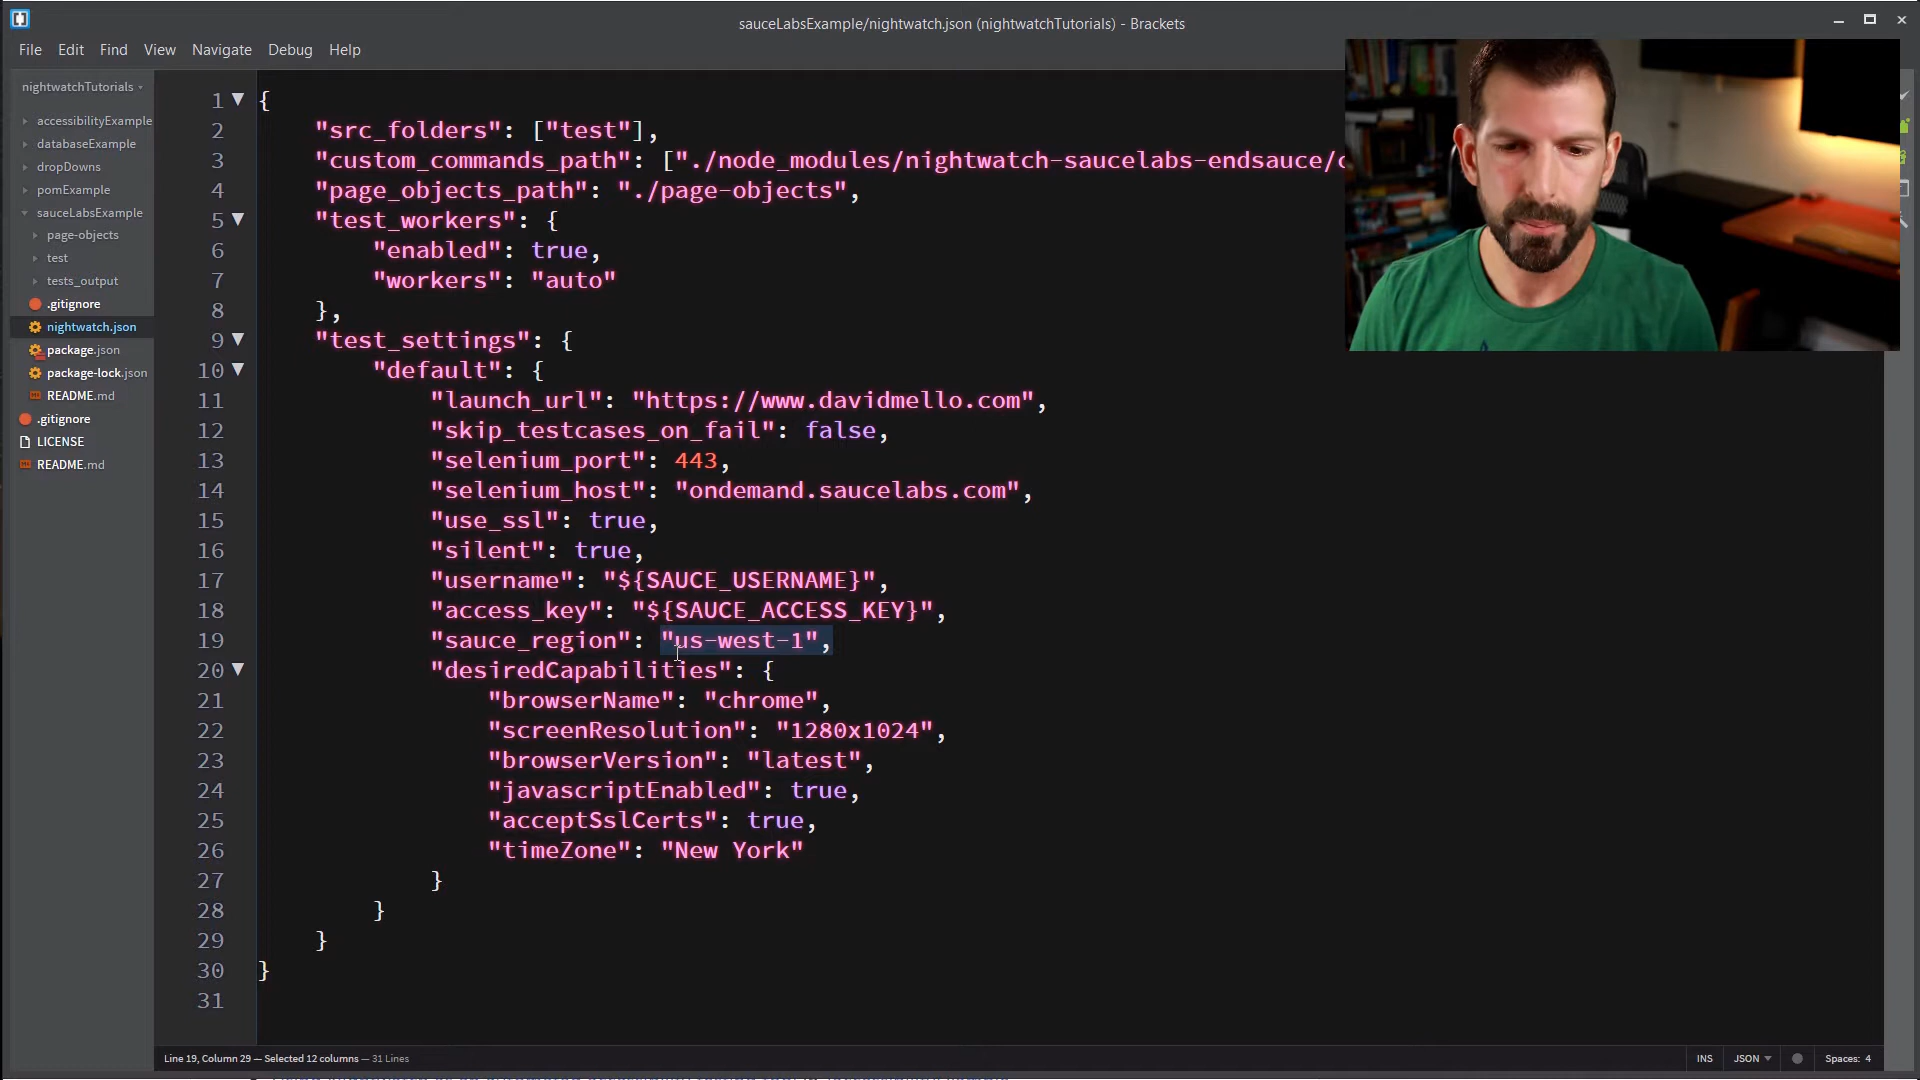 sauceLabsExample/nightwatch.json (nightwatchTutorials) - Brackets
File Edit Find View Navigate Debug Help
nightwatchTutorials
accessibilityExample
databaseExample
dropDowns
pomExample
sauceLabsExample
page-objects
test
tests_output
.gitignore
nightwatch.json
package.json
package-lock.json
README.md
.gitignore
LICENSE
README.md
1 {
2 "src_folders": ["test"],
3 "custom_commands_path": ["./node_modules/nightwatch-saucelabs-endsauce/
4 "page_objects_path": "./page-objects",
5 "test_workers": {
6 "enabled": true,
7 "workers": "auto"
8 },
9 "test_settings": {
10 "default": {
11 "launch_url": "https://www.davidmello.com",
12 "skip_testcases_on_fail": false,
13 "selenium_port": 443,
14 "selenium_host": "ondemand.saucelabs.com",
15 "use_ssl": true,
16 "silent": true,
17 "username": "${SAUCE_USERNAME}",
18 "access_key": "${SAUCE_ACCESS_KEY}",
19 "sauce_region": "us-west-1",
20 "desiredCapabilities": {
21 "browserName": "chrome",
22 "screenResolution": "1280x1024",
23 "browserVersion": "latest",
24 "javascriptEnabled": true,
25 "acceptSslCerts": true,
26 "timeZone": "New York"
27 }
28 }
29 }
30 }
31
Line 19, Column 29 — Selected 12 columns — 31 Lines
INS JSON Spaces: 4